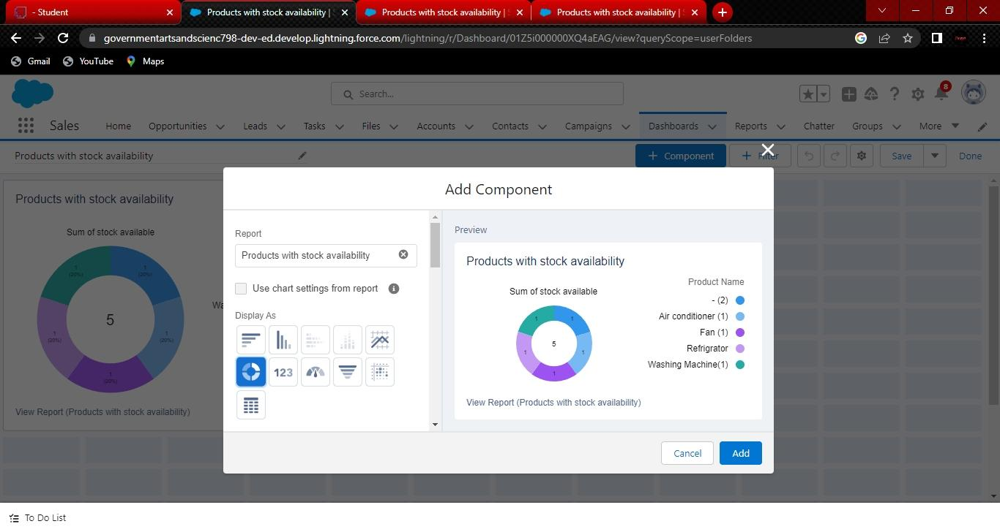 - Student
Products with stock availability |
Products with stock availability |
Products with stock availability |
governmentartsandscienc798-dev-ed.develop.lightning.force.com/lightning/r/Dashboard/01Z5i000000XQ4aEAG/view?queryScope=userFolders
Gmail YouTube Maps
Search...
8
Sales Home Opportunities Leads Tasks Files Accounts Contacts Campaigns Dashboards Reports Chatter Groups More
Products with stock availability
+ Component + Filter Save Done
Add Component
Products with stock availability
Sum of stock available
1
(20%)
1
(20%)
1
(20%)
1
(20%)
1
(20%)
5
Wa
View Report (Products with stock availability)
Report
Products with stock availability
Use chart settings from report
Display As
123
Preview
Products with stock availability
Sum of stock available
1
1
1
1
1
5
Product Name
- (2)
Air conditioner (1)
Fan (1)
Refrigrator
Washing Machine(1)
View Report (Products with stock availability)
Cancel Add
To Do List